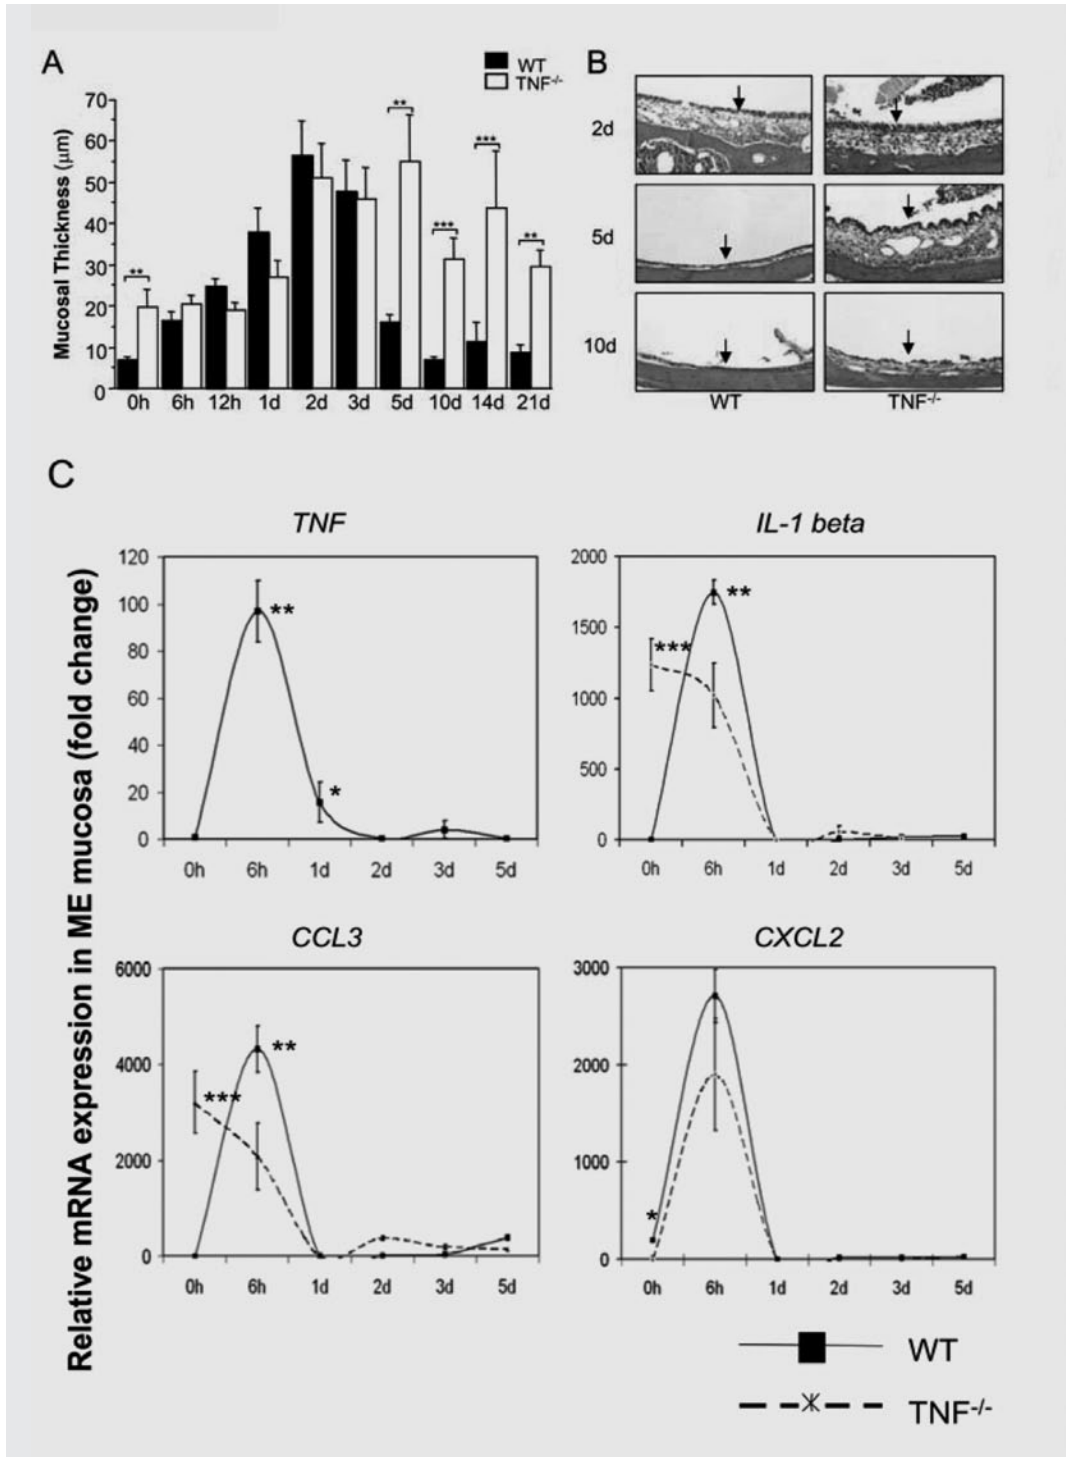 A
WT
TNF-/-
Mucosal Thickness (μm)
70
60
50
40
30
20
10
0
**
**
***
***
**
0h 6h 12h 1d 2d 3d 5d 10d 14d 21d
B
2d
5d
10d
WT TNF-/-
C
Relative mRNA expression in ME mucosa (fold change)
TNF
120
100
80
60
40
20
0
**
*
0h 6h 1d 2d 3d 5d
IL-1 beta
2000
1500
1000
500
0
***
**
0h 6h 1d 2d 3d 5d
CCL3
6000
4000
2000
0
***
**
0h 6h 1d 2d 3d 5d
CXCL2
3000
2000
1000
0
*
0h 6h 1d 2d 3d 5d
WT
TNF-/-